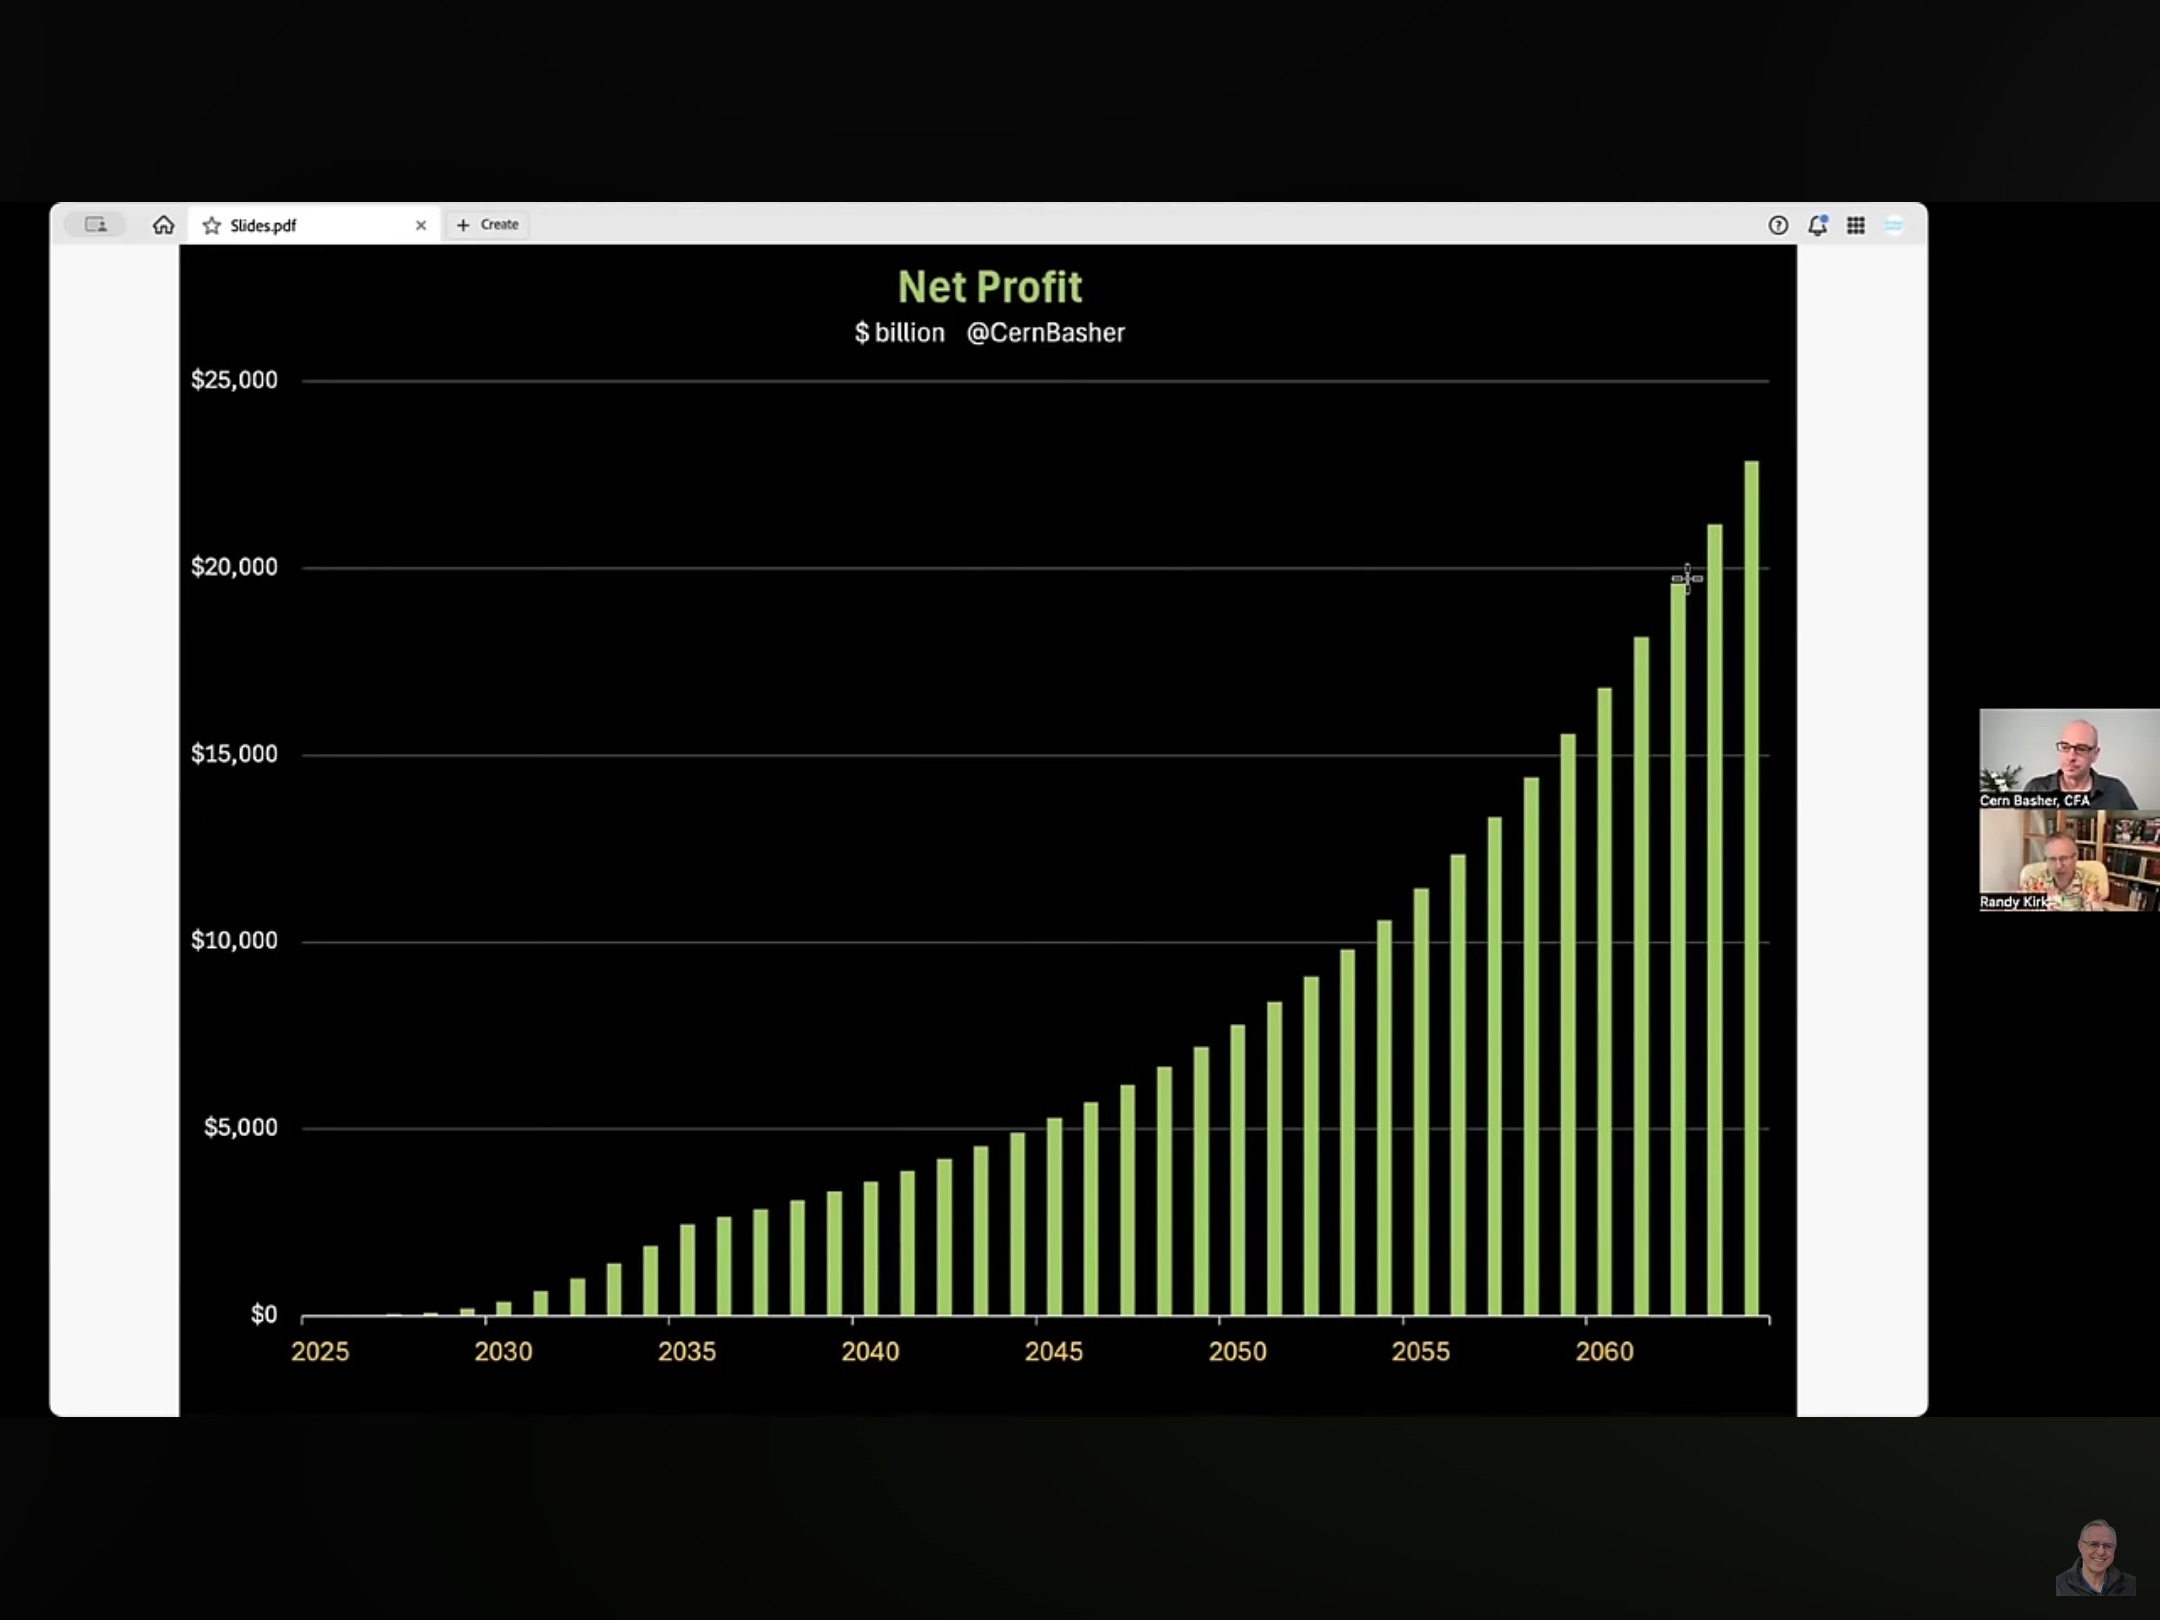 Slides.pdf
Create
Net Profit
$ billion @CernBasher
$25,000
$20,000
$15,000
$10,000
$5,000
$0
2025 2030 2035 2040 2045 2050 2055 2060
Cern Basher, CFA
Randy Kirk